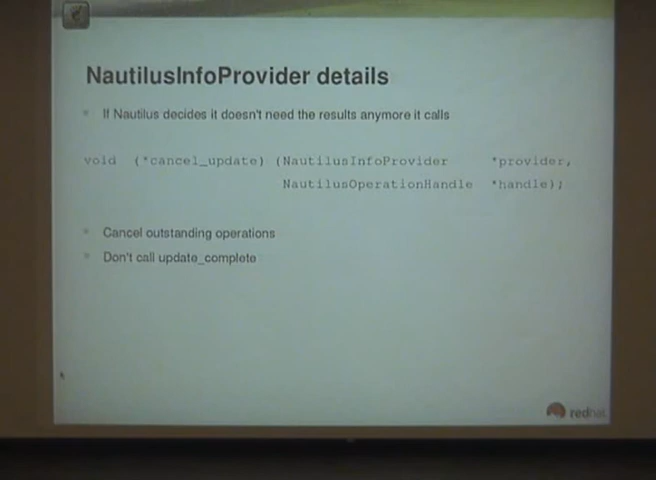 NautilusInfoProvider details
If Nautilus decides it doesn't need the results anymore it calls
void (*cancel_update) (NautilusInfoProvider *provider,
NautilusOperationHandle *handle);
Cancel outstanding operations
Don't call update_complete
redhat